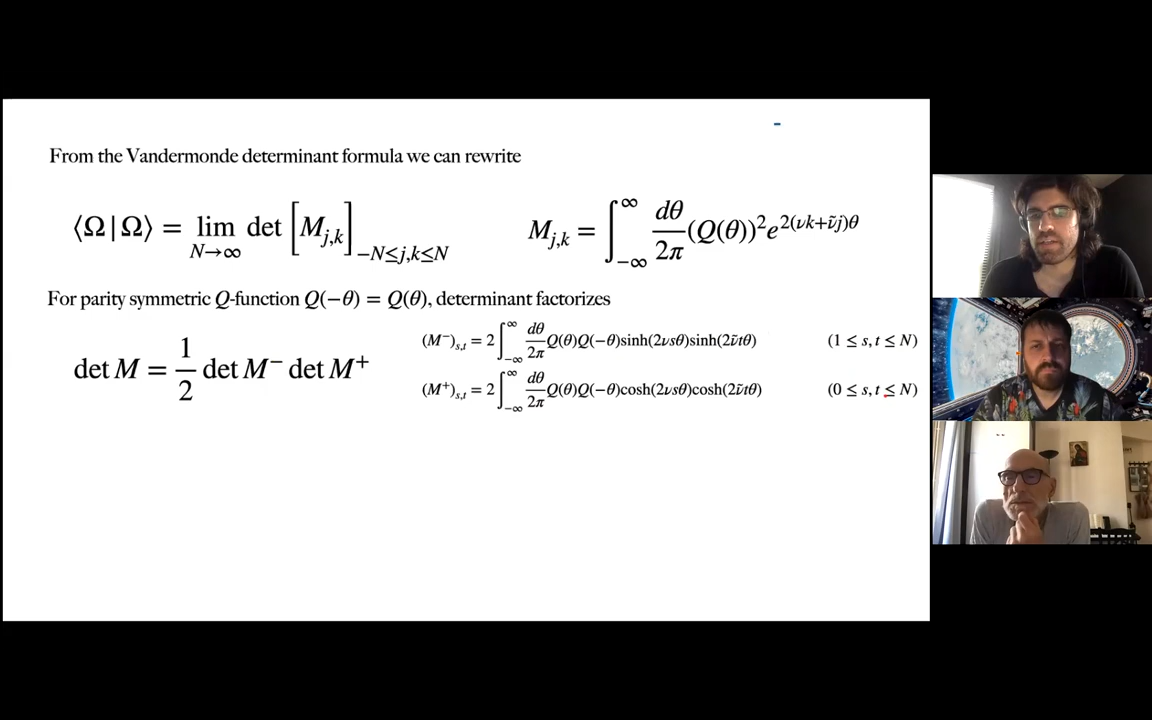 From the Vandermonde determinant formula we can rewrite
⟨Ω|Ω⟩ = lim_{N→∞} det [M_{j,k}]_{−N≤j,k≤N}    M_{j,k} = ∫_{−∞}^{∞} dθ/2π (Q(θ))² e^{2(νk+ν̃j)θ}
For parity symmetric Q-function Q(−θ) = Q(θ), determinant factorizes
det M = 1/2 det M⁻ det M⁺
(M⁻)_{s,t} = 2∫_{−∞}^{∞} dθ/2π Q(θ)Q(−θ)sinh(2νsθ)sinh(2ν̃tθ)    (1 ≤ s,t ≤ N)
(M⁺)_{s,t} = 2∫_{−∞}^{∞} dθ/2π Q(θ)Q(−θ)cosh(2νsθ)cosh(2ν̃tθ)    (0 ≤ s,t ≤ N)